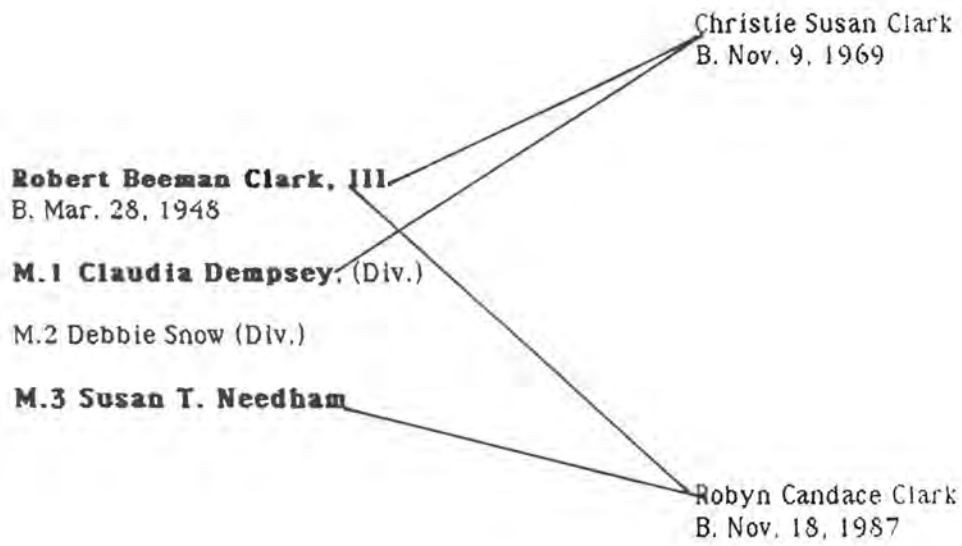 Christie Susan Clark
B. Nov. 9, 1969
Robert Beeman Clark, III
B. Mar. 28, 1948
M.1 Claudia Dempsey, (Div.)
M.2 Debbie Snow (Div.)
M.3 Susan T. Needham
Robyn Candace Clark
B. Nov. 18, 1987